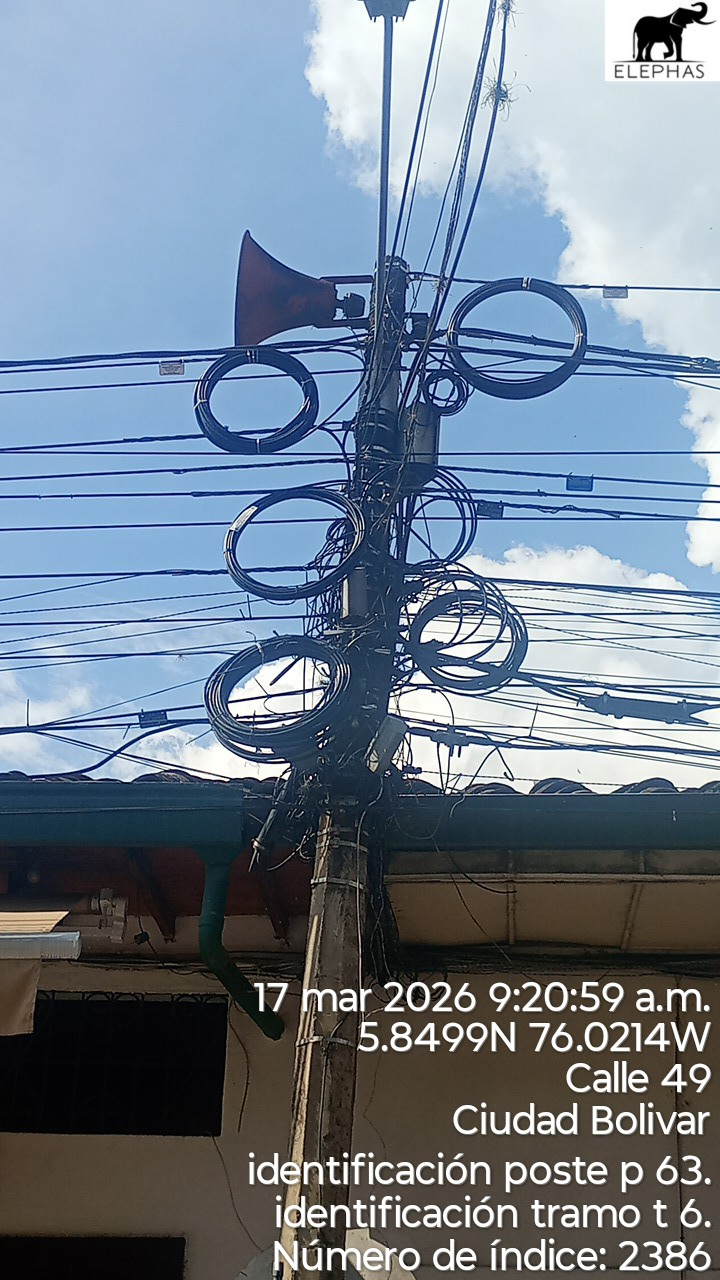 ELEPHAS
17 mar 2026 9:20:59 a.m.
5.8499N 76.0214W
Calle 49
Ciudad Bolivar
identificación poste p 63.
identificación tramo t 6.
Número de índice: 2386